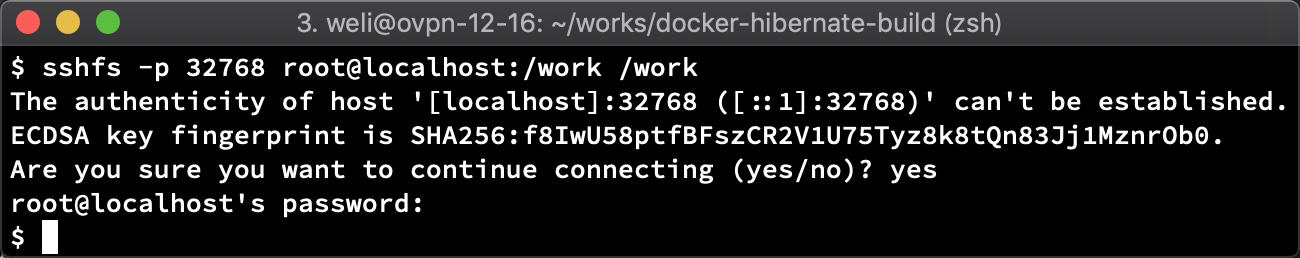 3. weli@ovpn-12-16: ~/works/docker-hibernate-build (zsh)
$ sshfs -p 32768 root@localhost:/work /work
The authenticity of host '[localhost]:32768 ([::1]:32768)' can't be established.
ECDSA key fingerprint is SHA256:f8IwU58ptfBFszCR2V1U75Tyz8k8tQn83Jj1MznrOb0.
Are you sure you want to continue connecting (yes/no)? yes
root@localhost's password:
$